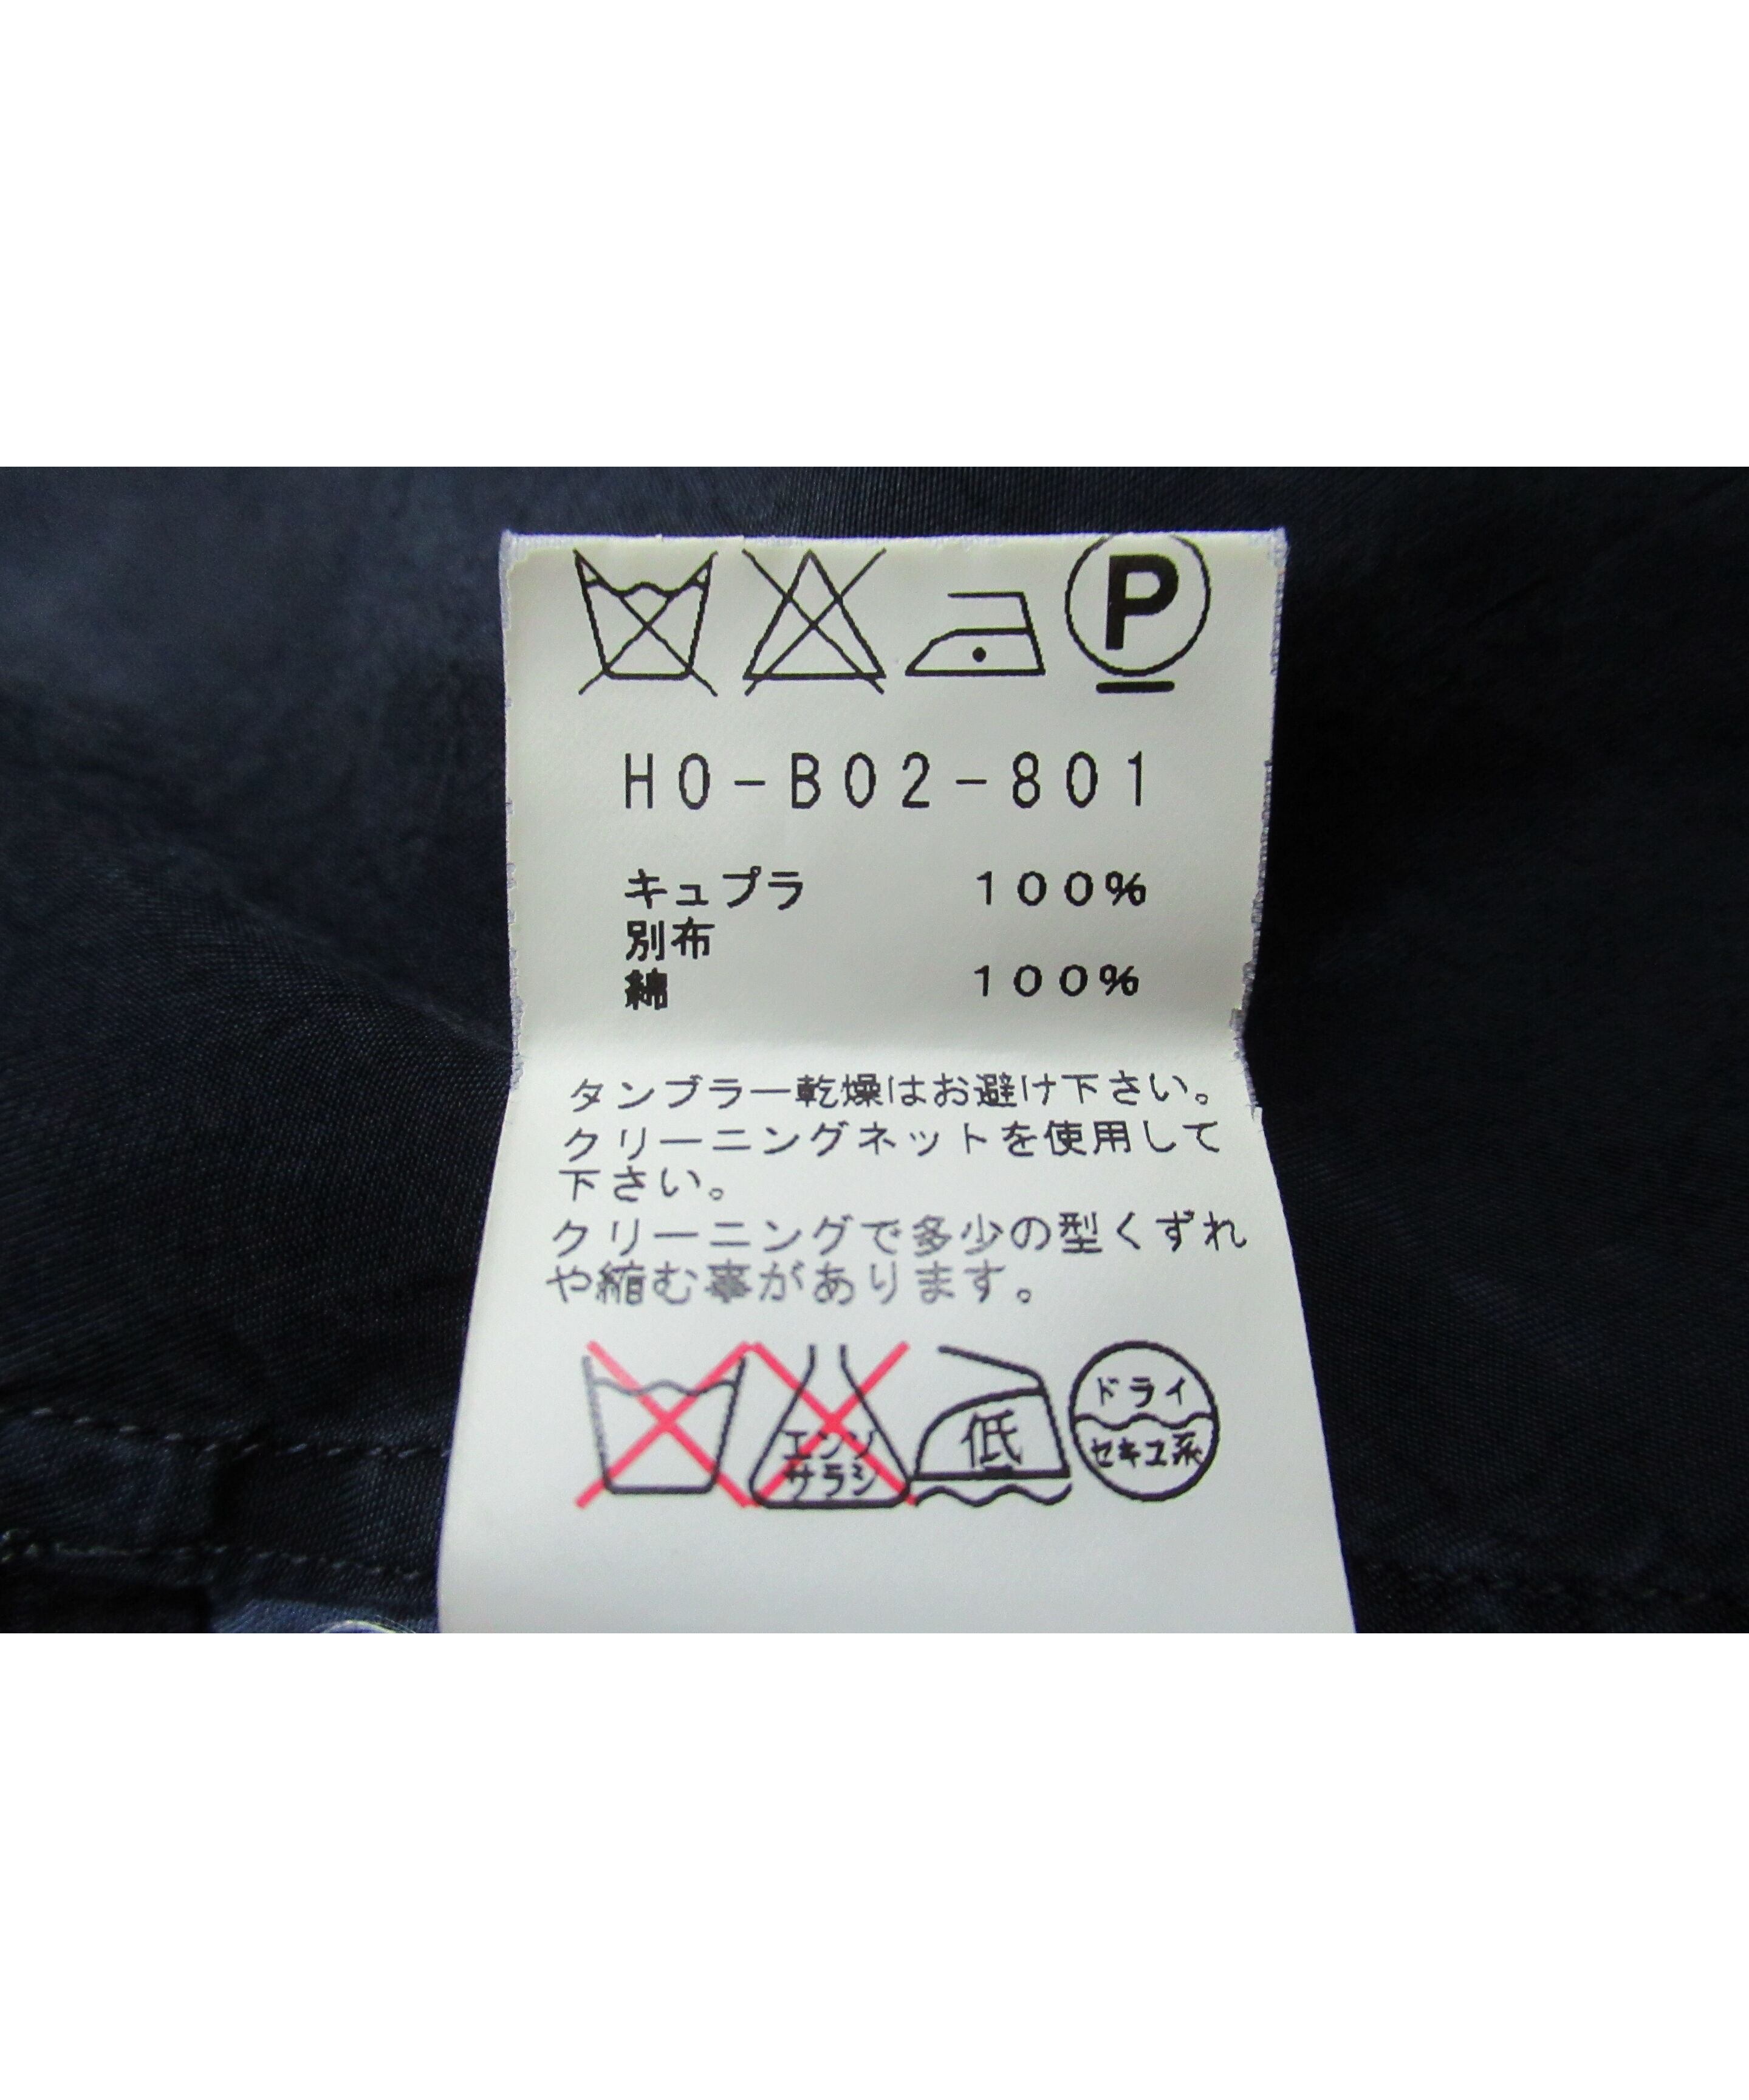 P
HO-B02-801
キュプラ 100%
別布
綿 100%
タンブラー乾燥はお避け下さい。
クリーニングネットを使用して
下さい。
クリーニングで多少の型くずれ
や縮む事があります。
エンソ
サラシ
低
ドライ
セキユ系